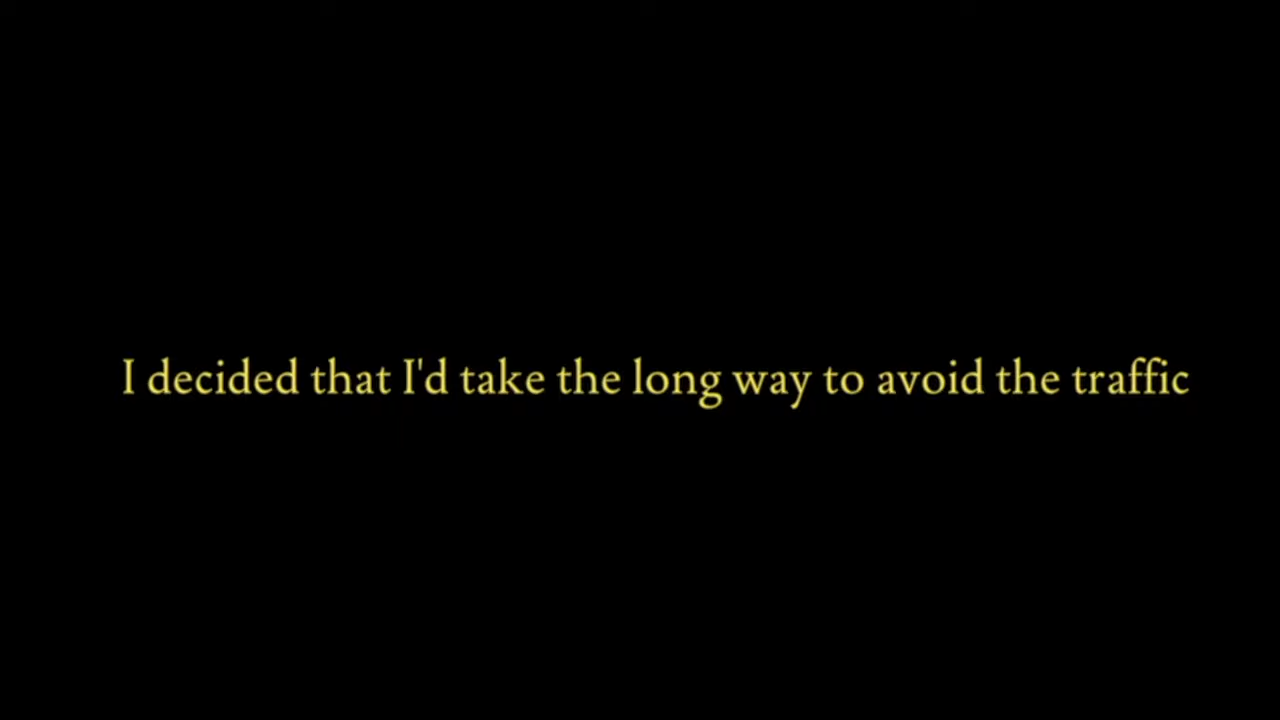 I decided that I'd take the long way to avoid the traffic